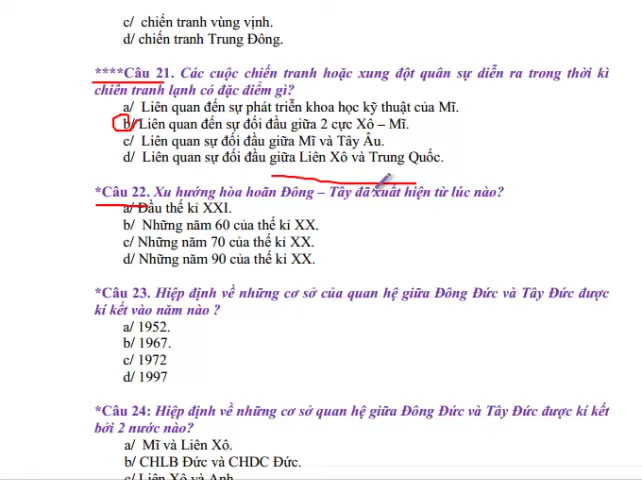 c/ chiến tranh vùng vịnh.
d/ chiến tranh Trung Đông.
****Câu 21. Các cuộc chiến tranh hoặc xung đột quân sự diễn ra trong thời kì
chiến tranh lạnh có đặc điểm gì?
a/ Liên quan đến sự phát triển khoa học kỹ thuật của Mĩ.
b/ Liên quan đến sự đối đầu giữa 2 cực Xô – Mĩ.
c/ Liên quan sự đối đầu giữa Mĩ và Tây Âu.
d/ Liên quan sự đối đầu giữa Liên Xô và Trung Quốc.
*Câu 22. Xu hướng hòa hoãn Đông – Tây đã xuất hiện từ lúc nào?
a/ Đầu thế kỉ XXI.
b/ Những năm 60 của thế kỉ XX.
c/ Những năm 70 của thế kỉ XX.
d/ Những năm 90 của thế kỉ XX.
*Câu 23. Hiệp định về những cơ sở của quan hệ giữa Đông Đức và Tây Đức được
kí kết vào năm nào ?
a/ 1952.
b/ 1967.
c/ 1972
d/ 1997
*Câu 24: Hiệp định về những cơ sở quan hệ giữa Đông Đức và Tây Đức được kí kết
bởi 2 nước nào?
a/ Mĩ và Liên Xô.
b/ CHLB Đức và CHDC Đức.
c/ Liên Xô và Anh